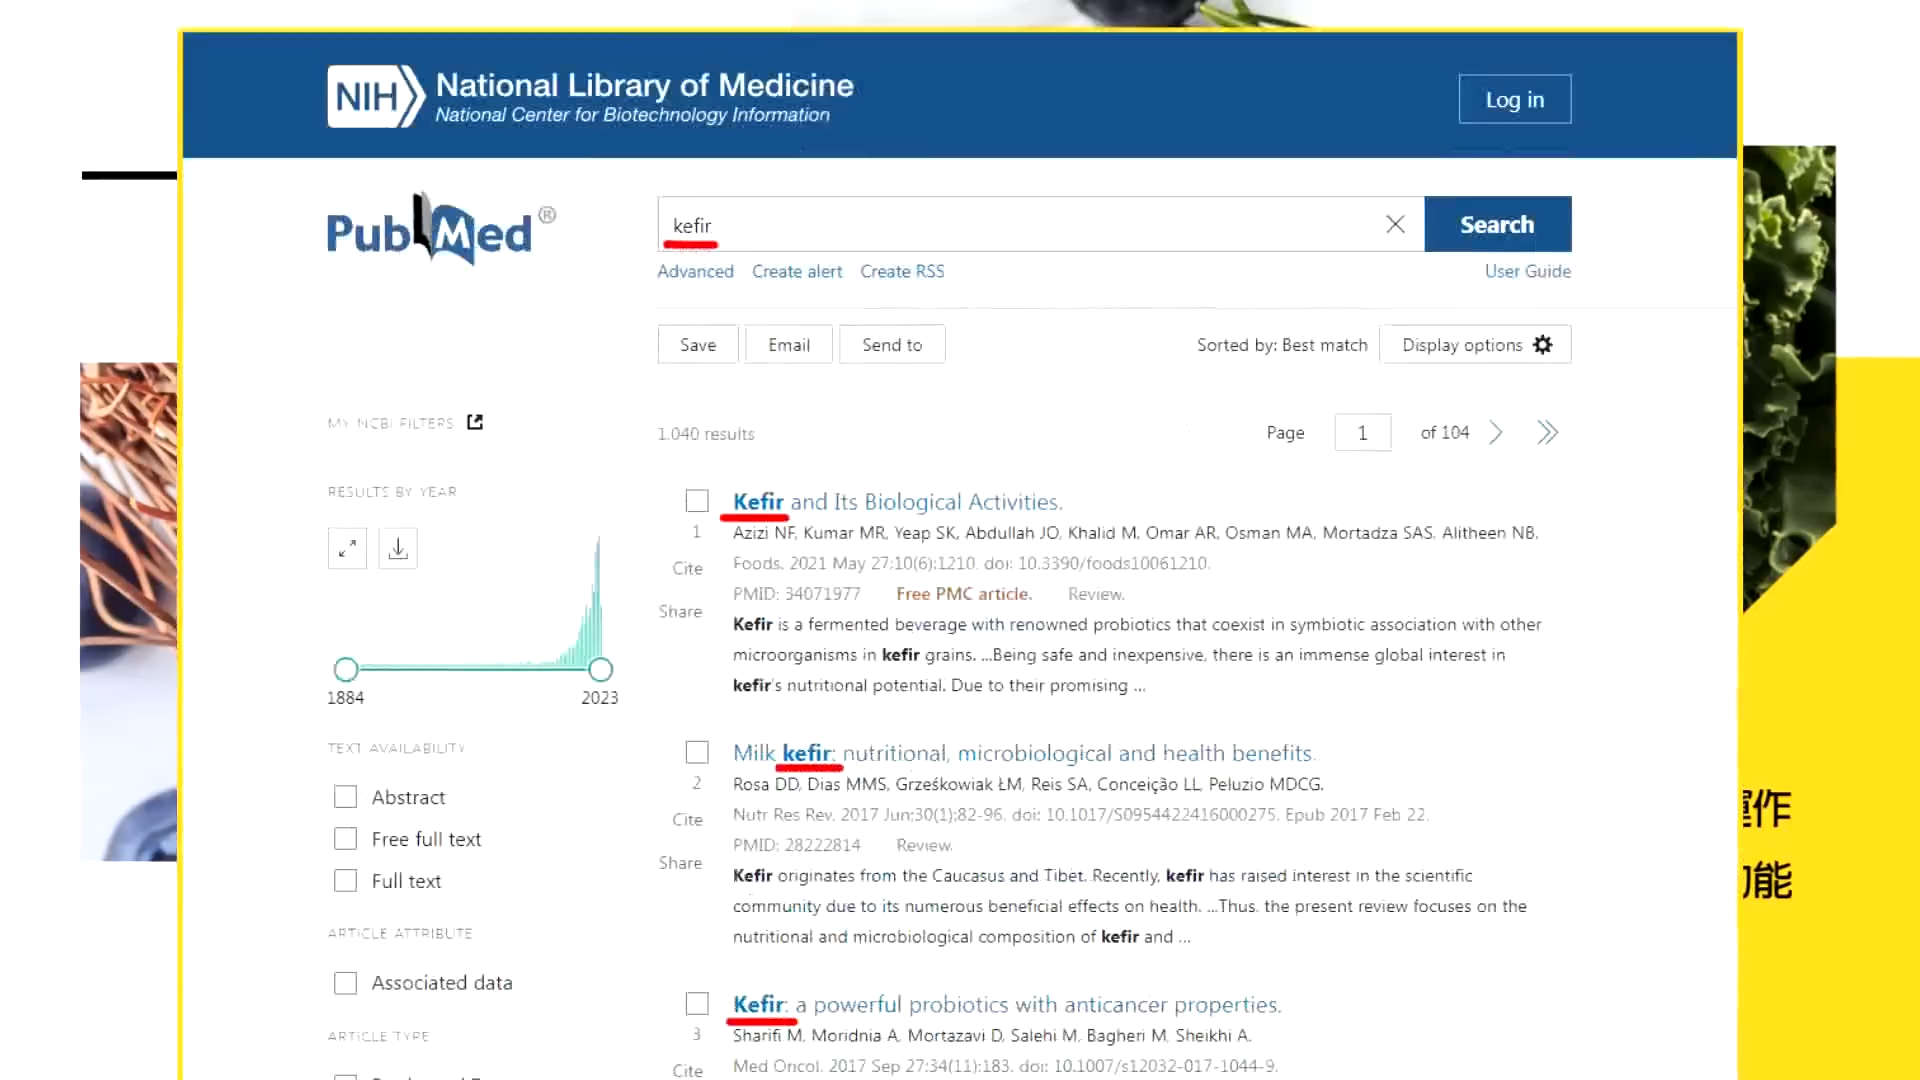 NIH National Library of Medicine
National Center for Biotechnology Information
Log in
PubMed®
kefir
Search
Advanced Create alert Create RSS
User Guide
Save Email Send to
Sorted by: Best match Display options
MY NCBI FILTERS
1.040 results
Page 1 of 104
RESULTS BY YEAR
1884 2023
TEXT AVAILABILITY
Abstract
Free full text
Full text
ARTICLE ATTRIBUTE
Associated data
ARTICLE TYPE
Kefir and Its Biological Activities.
1
Cite
Share
Azizi NF, Kumar MR, Yeap SK, Abdullah JO, Khalid M, Omar AR, Osman MA, Mortadza SAS, Alitheen NB.
Foods. 2021 May 27;10(6):1210. doi: 10.3390/foods10061210.
PMID: 34071977 Free PMC article. Review.
Kefir is a fermented beverage with renowned probiotics that coexist in symbiotic association with other
microorganisms in kefir grains. ...Being safe and inexpensive, there is an immense global interest in
kefir's nutritional potential. Due to their promising ...
Milk kefir: nutritional, microbiological and health benefits.
2
Cite
Share
Rosa DD, Dias MMS, Grześkowiak ŁM, Reis SA, Conceição LL, Peluzio MDCG.
Nutr Res Rev. 2017 Jun;30(1):82-96. doi: 10.1017/S0954422416000275. Epub 2017 Feb 22.
PMID: 28222814 Review.
Kefir originates from the Caucasus and Tibet. Recently, kefir has raised interest in the scientific
community due to its numerous beneficial effects on health. ...Thus, the present review focuses on the
nutritional and microbiological composition of kefir and ...
Kefir: a powerful probiotics with anticancer properties.
3
Cite
Sharifi M, Moridnia A, Mortazavi D, Salehi M, Bagheri M, Sheikhi A.
Med Oncol. 2017 Sep 27;34(11):183. doi: 10.1007/s12032-017-1044-9.
作
能